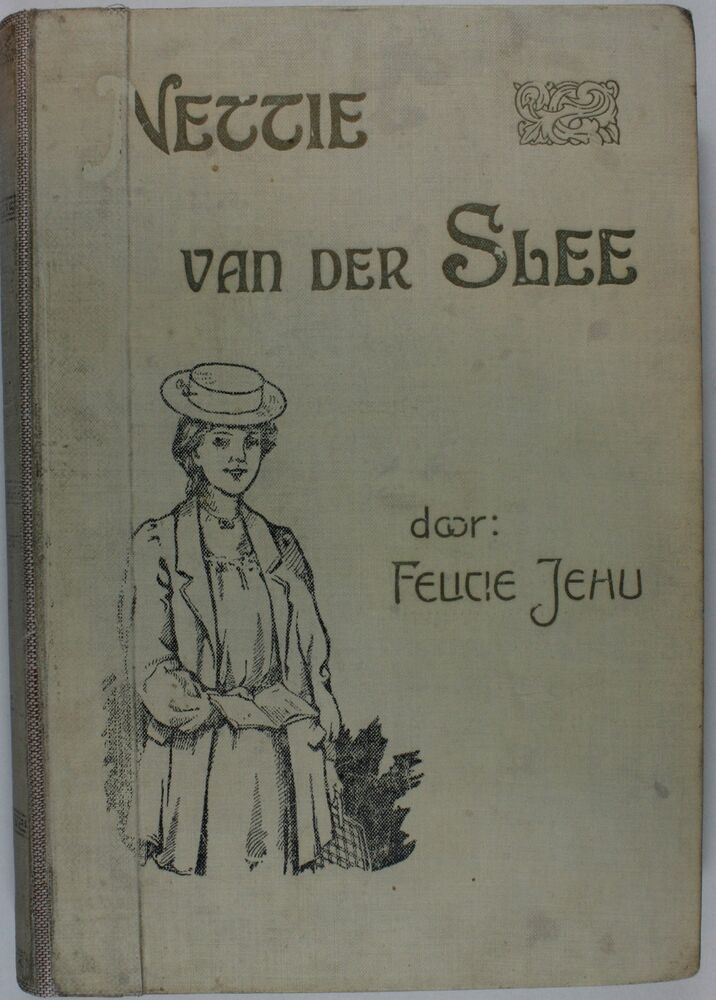 NETTIE
VAN DER SLEE
door:
FELICIE JEHU